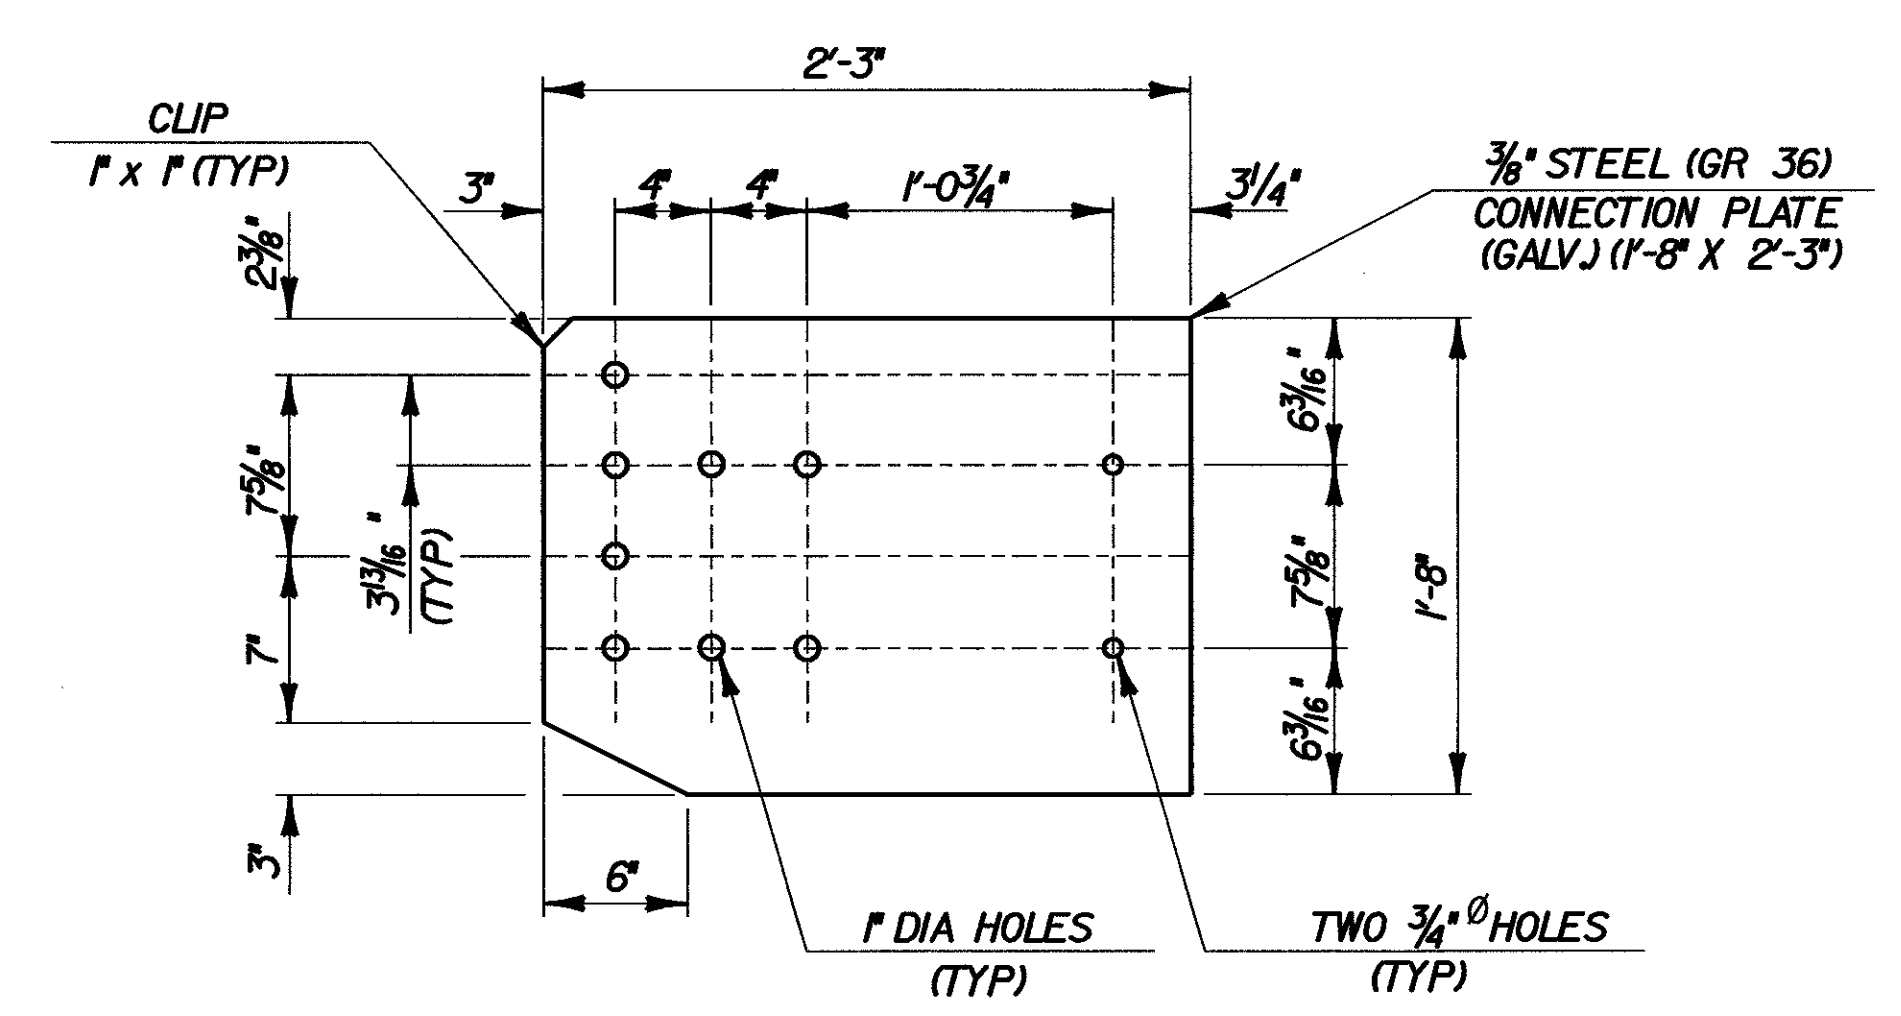 2'-3"
CLIP
1" x 1" (TYP)
3"
4"
4"
1'-0 3/4"
3 1/4"
3/8" STEEL (GR 36)
CONNECTION PLATE
(GALV.) (1'-8" X 2'-3")
2 3/8"
7 5/8"
3 13/16"
(TYP)
7"
3"
6 3/16"
7 5/8"
6 3/16"
1'-8"
6"
1" DIA HOLES
(TYP)
TWO 3/4" Ø HOLES
(TYP)